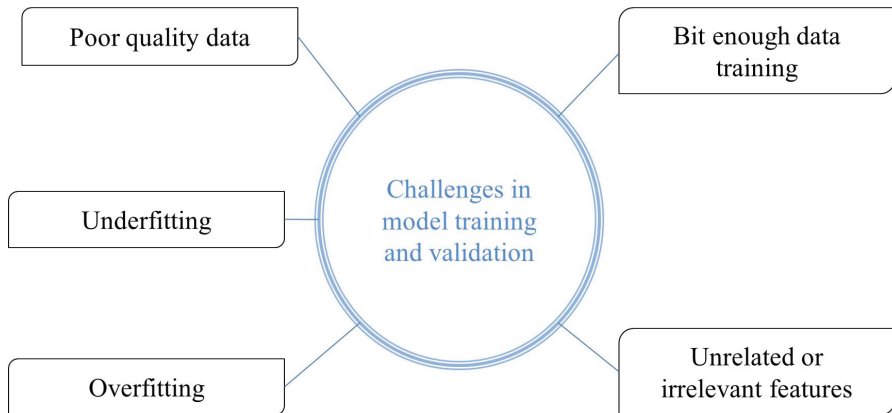 Poor quality data
Bit enough data
training
Challenges in
model training
and validation
Underfitting
Overfitting
Unrelated or
irrelevant features